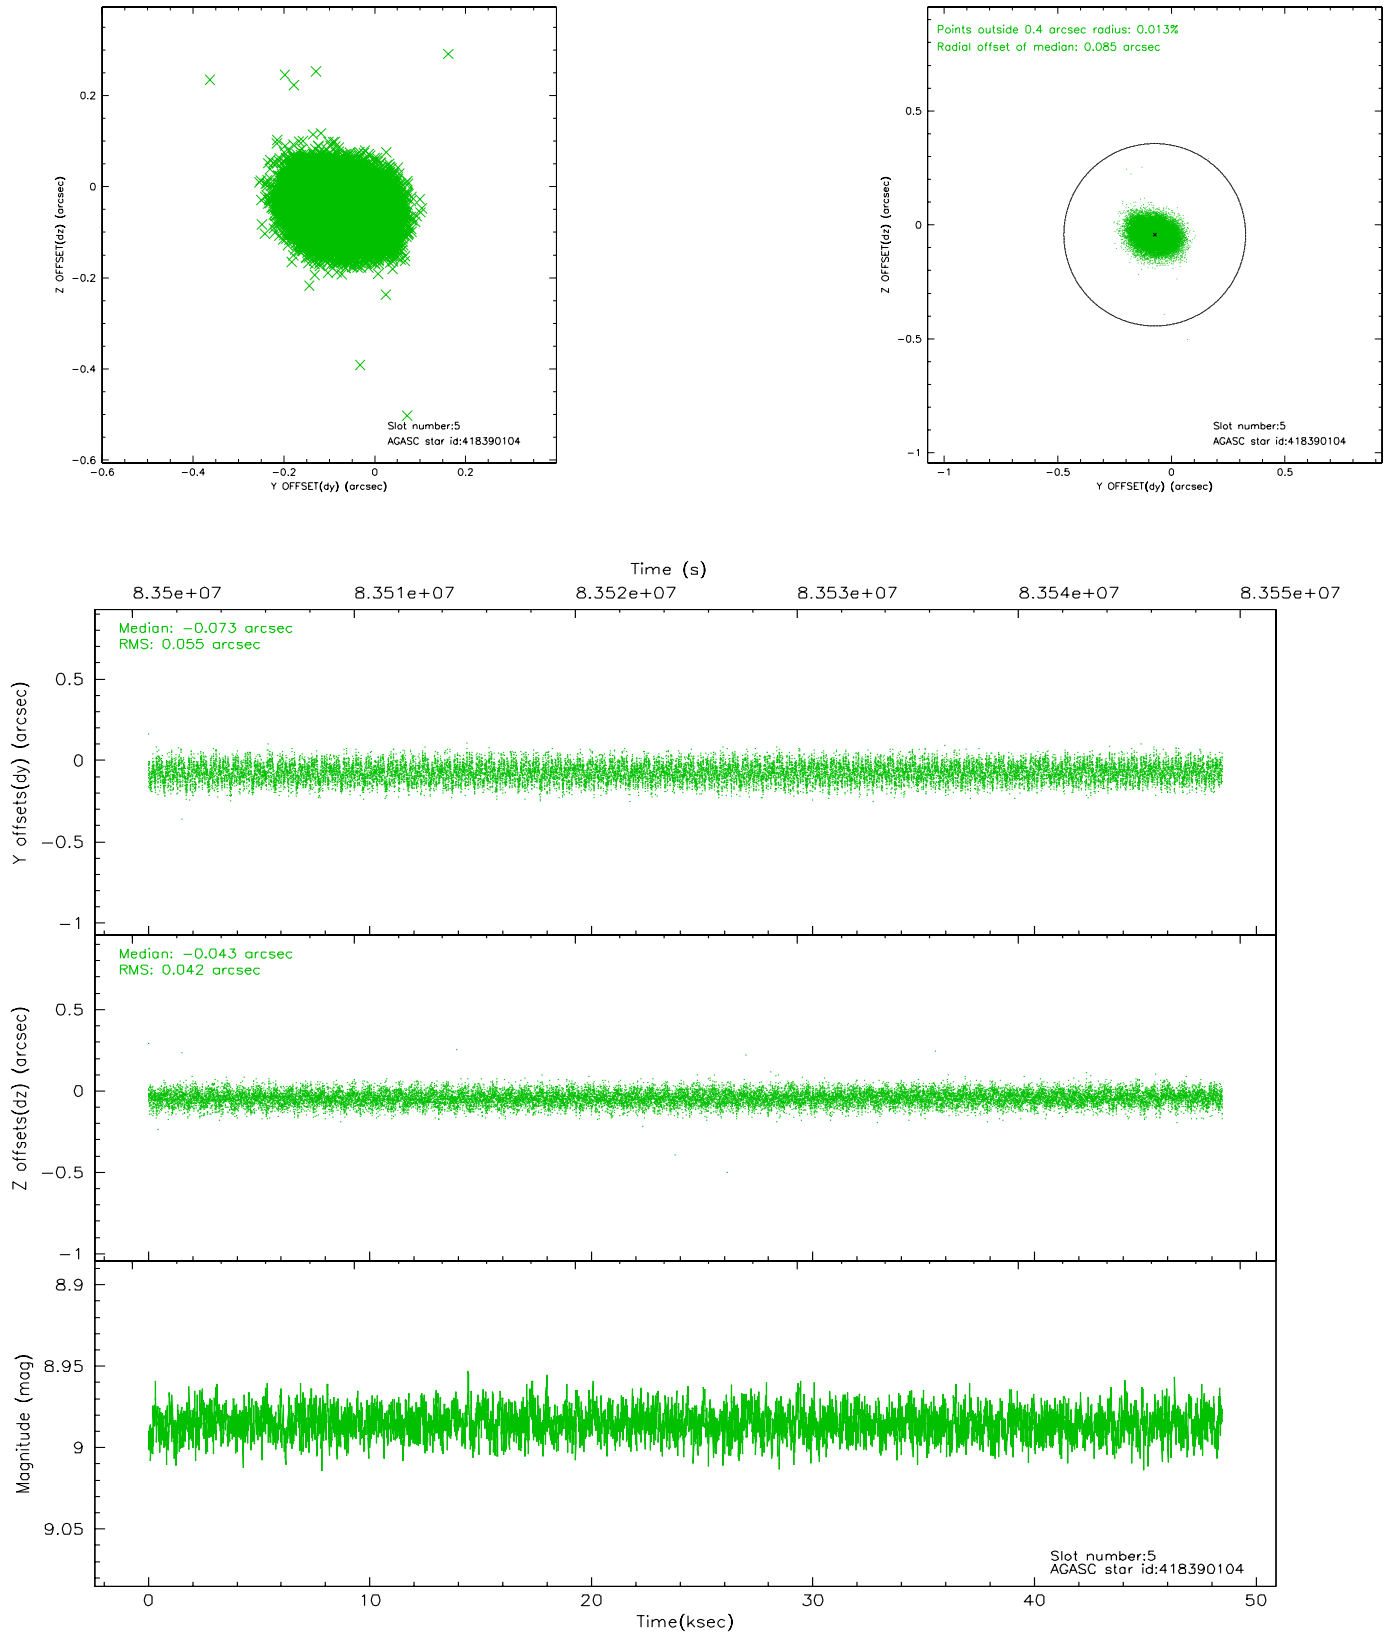 0.2
0
-0.2
-0.4
-0.6
-0.6
-0.4
-0.2
0
0.2
Z OFFSET(dz) (arcsec)
Y OFFSET(dy) (arcsec)
Slot number:5
AGASC star id:418390104
Points outside 0.4 arcsec radius: 0.013%
Radial offset of median: 0.085 arcsec
0.5
0
-0.5
-1
-1
-0.5
0
0.5
Z OFFSET(dz) (arcsec)
Y OFFSET(dy) (arcsec)
Slot number:5
AGASC star id:418390104
Time (s)
8.35e+07
8.351e+07
8.352e+07
8.353e+07
8.354e+07
8.355e+07
Median: -0.073 arcsec
RMS: 0.055 arcsec
0.5
0
-0.5
-1
Y offsets(dy) (arcsec)
Median: -0.043 arcsec
RMS: 0.042 arcsec
0.5
0
-0.5
-1
Z offsets(dz) (arcsec)
8.9
8.95
9
9.05
Magnitude (mag)
Slot number:5
AGASC star id:418390104
0
10
20
30
40
50
Time(ksec)